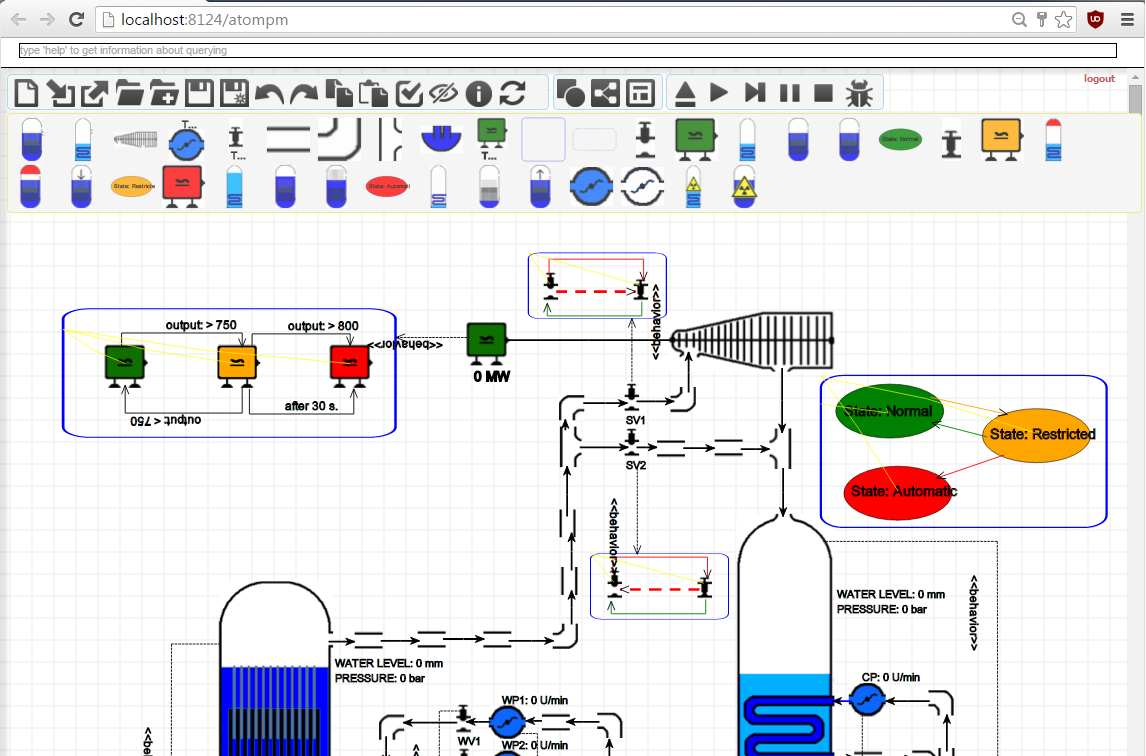 localhost:8124/atompm
type 'help' to get information about querying
logout
T...
T...
T...
State: Normal
State: Restricte
State: Automati
output: > 750
output: > 800
<<behavior>>
0 MW
after 30 s.
output: < 750
<<behavior>>
SV1
SV2
State: Normal
State: Restricted
State: Automatic
<<behavior>>
WATER LEVEL: 0 mm
PRESSURE: 0 bar
<<behavior>>
WATER LEVEL: 0 mm
PRESSURE: 0 bar
CP: 0 U/min
WP1: 0 U/min
WV1
WP2: 0 U/min